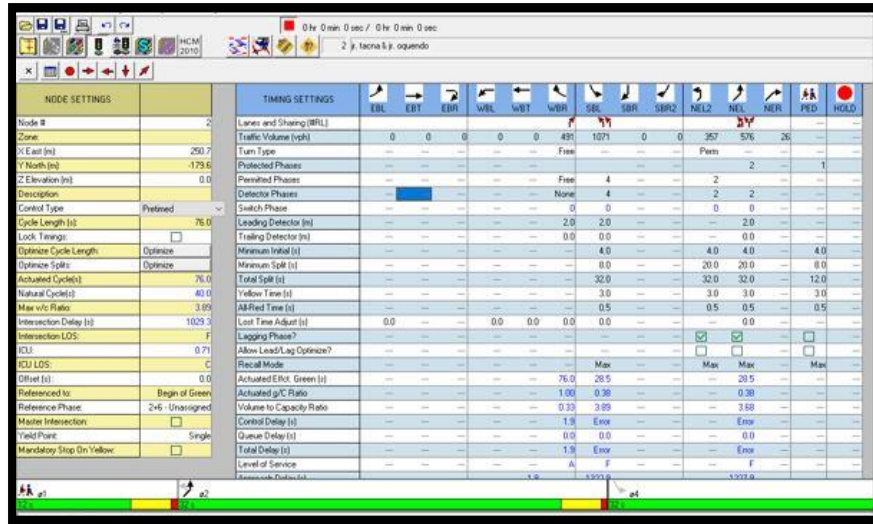 HCM
2010
0 hr 0 min 0 sec / 0 hr 0 min 0 sec
2 jr. tacna & jr. oquendo
NODE SETTINGS
Node # 2
Zone:
X East (m): 250.7
Y North (m): -179.6
Z Elevation (m): 0.0
Description
Control Type Pretimed
Cycle Length (s): 76.0
Lock Timings:
Optimize Cycle Length: Optimize
Optimize Splits: Optimize
Actuated Cycle(s): 76.0
Natural Cycle(s): 40.0
Max v/c Ratio: 3.89
Intersection Delay (s): 1029.3
Intersection LOS: F
ICU: 0.71
ICU LOS: C
Offset (s): 0.0
Referenced to: Begin of Green
Reference Phase: 2+6 - Unassigned
Master Intersection:
Yield Point: Single
Mandatory Stop On Yellow:
TIMING SETTINGS EBL EBT EBR WBL WBT WBR SBL SBR SBR2 NEL2 NEL NER PED HOLD
Lanes and Sharing (#RL)
Traffic Volume (vph) 0 0 0 0 0 491 1071 0 0 357 576 26 — —
Turn Type — — — — — Free — — — Perm — — — —
Protected Phases 2 1
Permitted Phases Free 4 2
Detector Phases None 4 2 2
Switch Phase 0 0 0 0
Leading Detector (m) 2.0 2.0 2.0
Trailing Detector (m) 0.0 0.0 0.0
Minimum Initial (s) 4.0 4.0 4.0 4.0
Minimum Split (s) 8.0 20.0 20.0 8.0
Total Split (s) 32.0 32.0 32.0 12.0
Yellow Time (s) 3.0 3.0 3.0 3.0
All-Red Time (s) 0.5 0.5 0.5 0.5
Lost Time Adjust (s) 0.0 — — 0.0 0.0 0.0 0.0 — — — 0.0
Lagging Phase?
Allow Lead/Lag Optimize?
Recall Mode Max Max Max Max
Actuated Effct. Green (s) 76.0 28.5 28.5
Actuated g/C Ratio 1.00 0.38 0.38
Volume to Capacity Ratio 0.33 3.89 3.68
Control Delay (s) 1.9 Error Error
Queue Delay (s) 0.0 0.0 0.0
Total Delay (s) 1.9 Error Error
Level of Service A F F
ø1 ø2 ø4
12 s 32 s